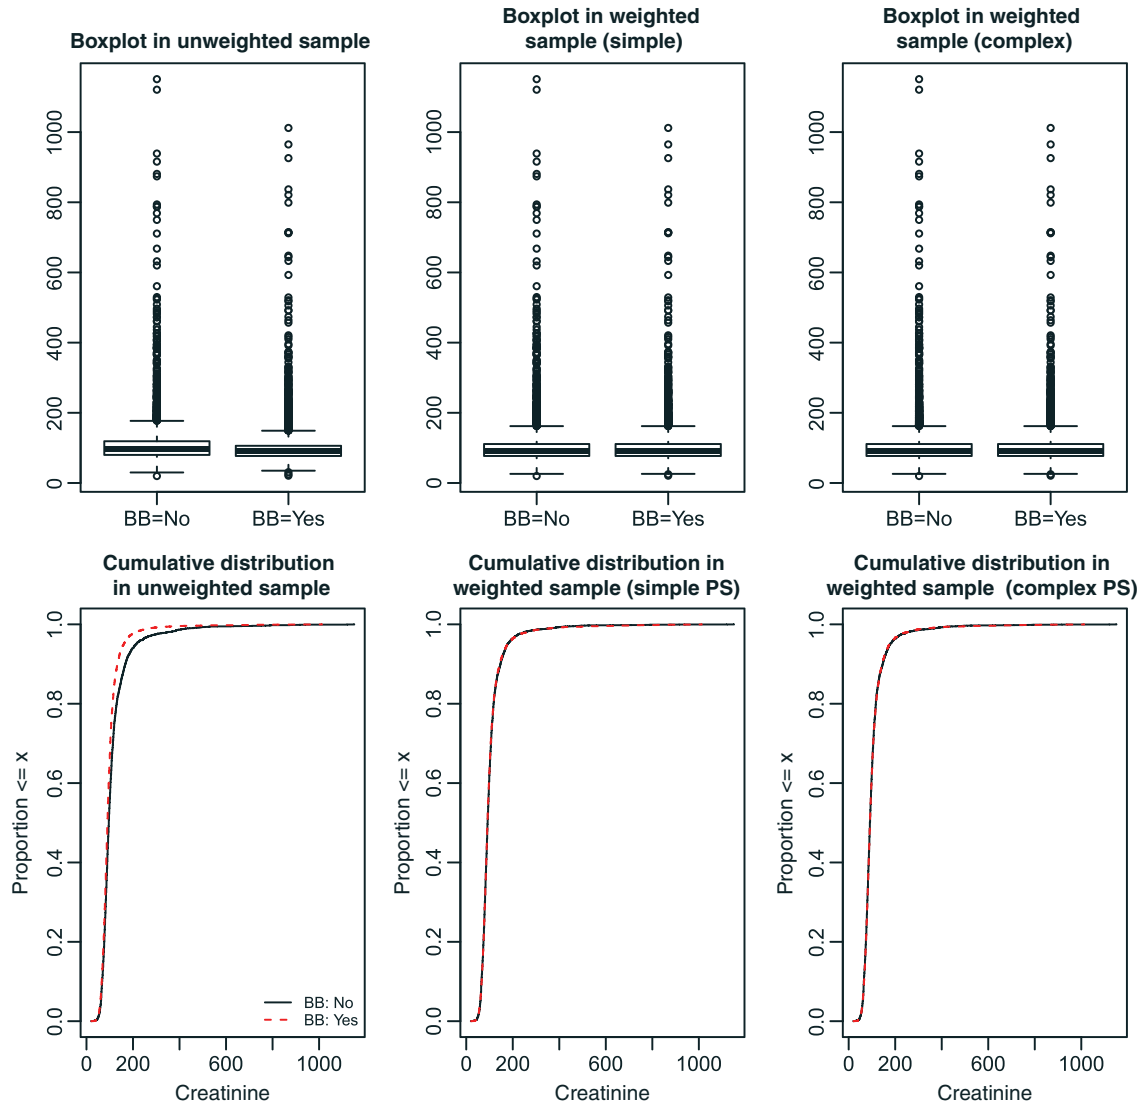 Boxplot in unweighted sample
1000
800
600
400
200
0
BB=No BB=Yes
Boxplot in weighted
sample (simple)
1000
800
600
400
200
0
BB=No BB=Yes
Boxplot in weighted
sample (complex)
1000
800
600
400
200
0
BB=No BB=Yes
Cumulative distribution
in unweighted sample
Proportion <= x
1.0
0.8
0.6
0.4
0.2
0.0
BB: No
BB: Yes
0 200 600 1000
Creatinine
Cumulative distribution in
weighted sample (simple PS)
Proportion <= x
1.0
0.8
0.6
0.4
0.2
0.0
0 200 600 1000
Creatinine
Cumulative distribution in
weighted sample (complex PS)
Proportion <= x
1.0
0.8
0.6
0.4
0.2
0.0
0 200 600 1000
Creatinine